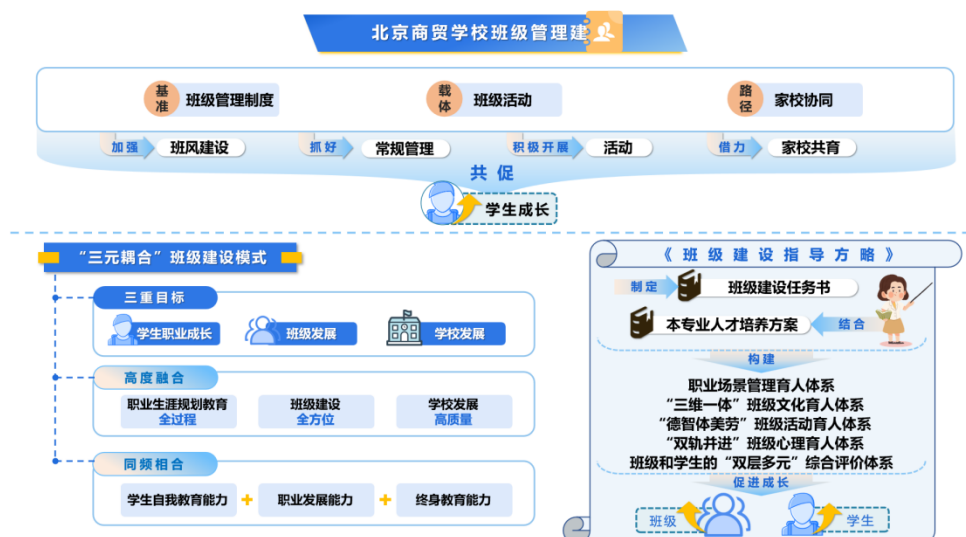 北京商贸学校班级管理建
基准 班级管理制度
载体 班级活动
路径 家校协同
加强 班风建设
抓好 常规管理
积极开展 活动
借力 家校共育
共促
学生成长
“三元耦合”班级建设模式
三重目标
学生职业成长 班级发展 学校发展
高度融合
职业生涯规划教育 班级建设 学校发展
全过程 全方位 高质量
同频相合
学生自我教育能力 + 职业发展能力 + 终身教育能力
《班级建设指导方略》
制定 班级建设任务书
本专业人才培养方案 结合
构建
职业场景管理育人体系
“三维一体”班级文化育人体系
“德智体美劳”班级活动育人体系
“双轨并进”班级心理育人体系
班级和学生的“双层多元”综合评价体系
促进成长
班级 学生